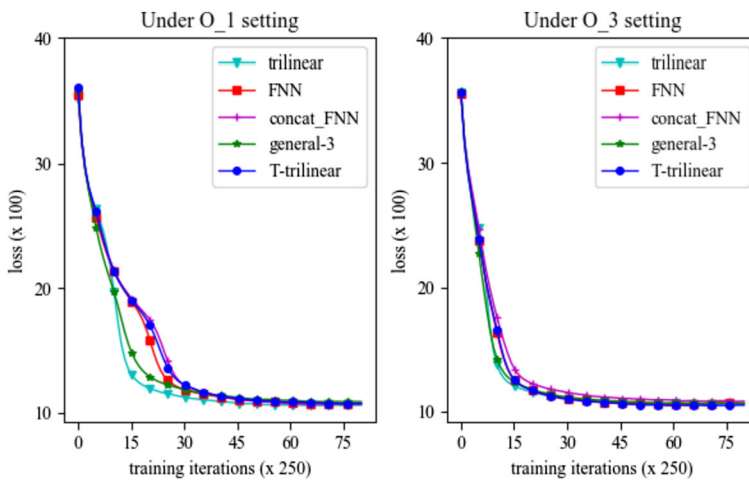 Under O_1 setting
40
30
20
10
loss (x 100)
trilinear
FNN
concat_FNN
general-3
T-trilinear
0 15 30 45 60 75
training iterations (x 250)
Under O_3 setting
40
30
20
10
loss (x 100)
trilinear
FNN
concat_FNN
general-3
T-trilinear
0 15 30 45 60 75
training iterations (x 250)